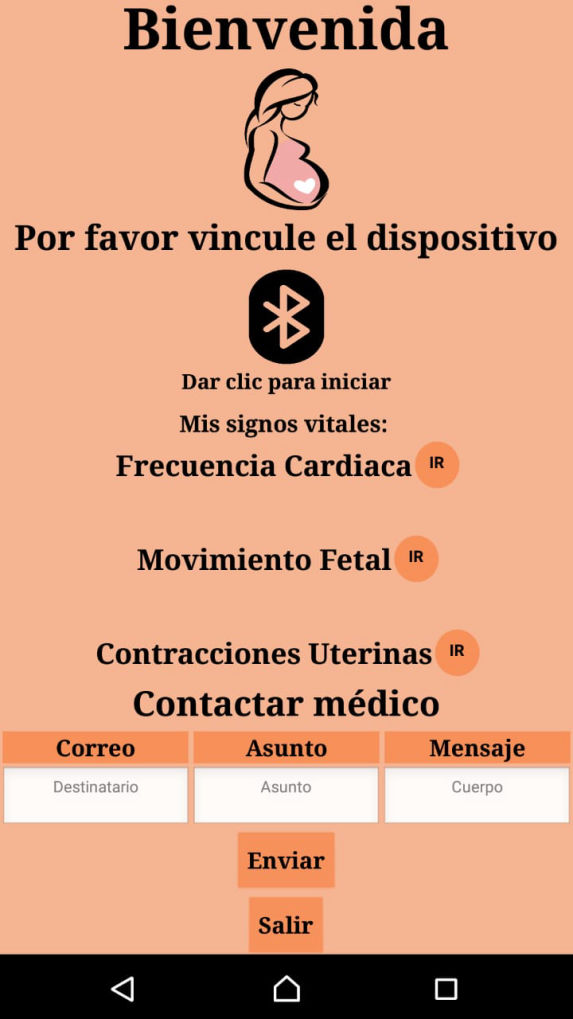 Bienvenida
Por favor vincule el dispositivo
Dar clic para iniciar
Mis signos vitales:
Frecuencia Cardiaca IR
Movimiento Fetal IR
Contracciones Uterinas IR
Contactar médico
Correo Asunto Mensaje
Destinatario Asunto Cuerpo
Enviar
Salir